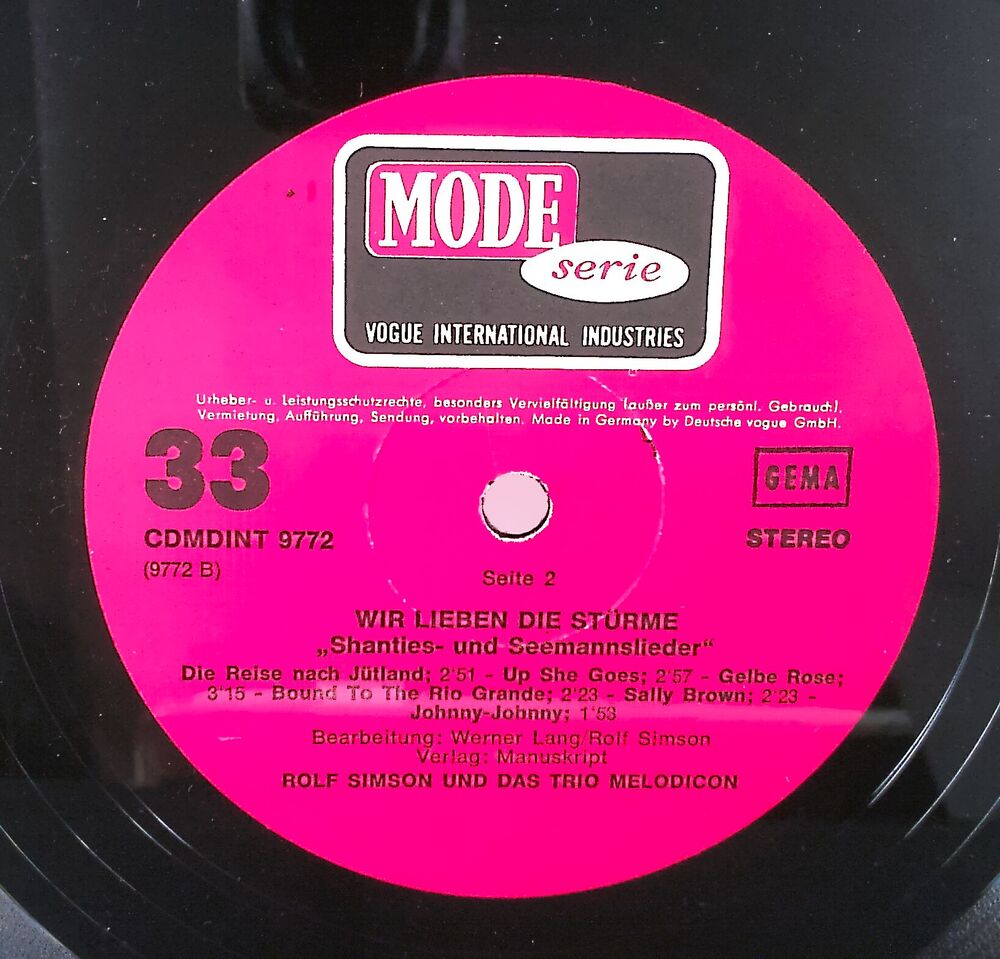 MODE
serie
VOGUE INTERNATIONAL INDUSTRIES
Urheber- u. Leistungsschutzrechte, besonders Vervielfältigung (außer zum persönl. Gebrauch),
Vermietung, Aufführung, Sendung, vorbehalten. Made in Germany by Deutsche vogue GmbH.
33
GEMA
CDMDINT 9772
STEREO
(9772 B)
Seite 2
WIR LIEBEN DIE STÜRME
„Shanties- und Seemannslieder“
Die Reise nach Jütland; 2'51 - Up She Goes; 2'57 - Gelbe Rose;
3'15 - Bound To The Rio Grande; 2'23 - Sally Brown; 2'23 -
Johnny-Johnny; 1'53
Bearbeitung: Werner Lang/Rolf Simson
Verlag: Manuskript
ROLF SIMSON UND DAS TRIO MELODICON